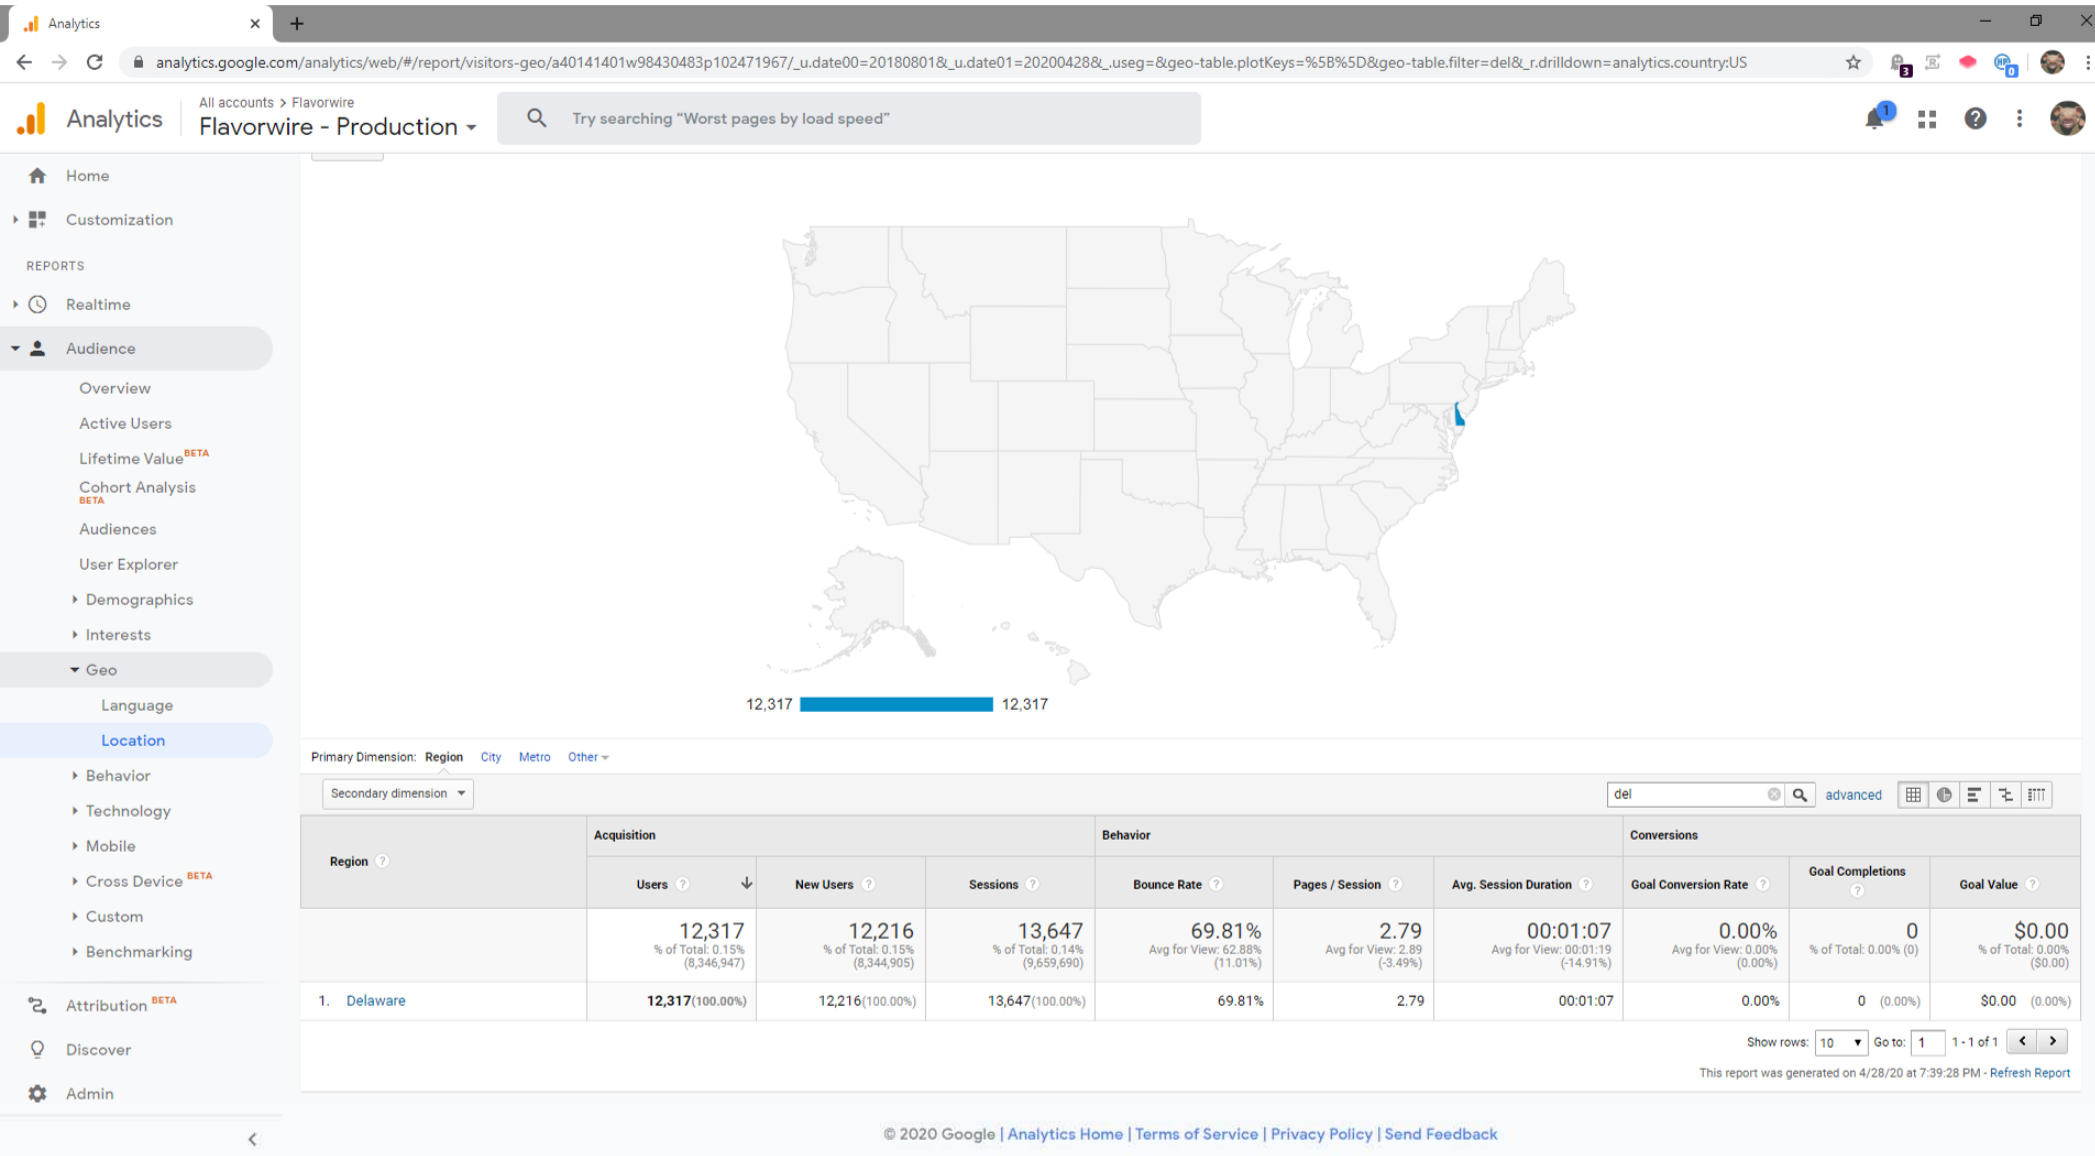 Analytics
analytics.google.com/analytics/web/#/report/visitors-geo/a40141401w98430483p102471967/_u.date00=20180801&_u.date01=20200428&_.useg=&geo-table.plotKeys=%5B%5D&geo-table.filter=del&_r.drilldown=analytics.country:US
3
0
Analytics
All accounts > Flavorwire
Flavorwire - Production
Try searching “Worst pages by load speed”
1
Home
Customization
REPORTS
Realtime
Audience
Overview
Active Users
Lifetime Value BETA
Cohort Analysis
BETA
Audiences
User Explorer
Demographics
Interests
Geo
Language
Location
Behavior
Technology
Mobile
Cross Device BETA
Custom
Benchmarking
Attribution BETA
Discover
Admin
12,317 12,317
Primary Dimension: Region City Metro Other
Secondary dimension
del
advanced
Region ?
Acquisition Behavior Conversions
Users ? New Users ? Sessions ? Bounce Rate ? Pages / Session ? Avg. Session Duration ? Goal Conversion Rate ? Goal Completions ? Goal Value ?
12,317 12,216 13,647 69.81% 2.79 00:01:07 0.00% 0 $0.00
% of Total: 0.15% % of Total: 0.15% % of Total: 0.14% Avg for View: 62.88% Avg for View: 2.89 Avg for View: 00:01:19 Avg for View: 0.00% % of Total: 0.00% (0) % of Total: 0.00%
(8,346,947) (8,344,905) (9,659,690) (11.01%) (-3.49%) (-14.91%) (0.00%) ($0.00)
1. Delaware 12,317(100.00%) 12,216(100.00%) 13,647(100.00%) 69.81% 2.79 00:01:07 0.00% 0 (0.00%) $0.00 (0.00%)
Show rows: 10 Go to: 1 1 - 1 of 1
This report was generated on 4/28/20 at 7:39:28 PM - Refresh Report
© 2020 Google | Analytics Home | Terms of Service | Privacy Policy | Send Feedback